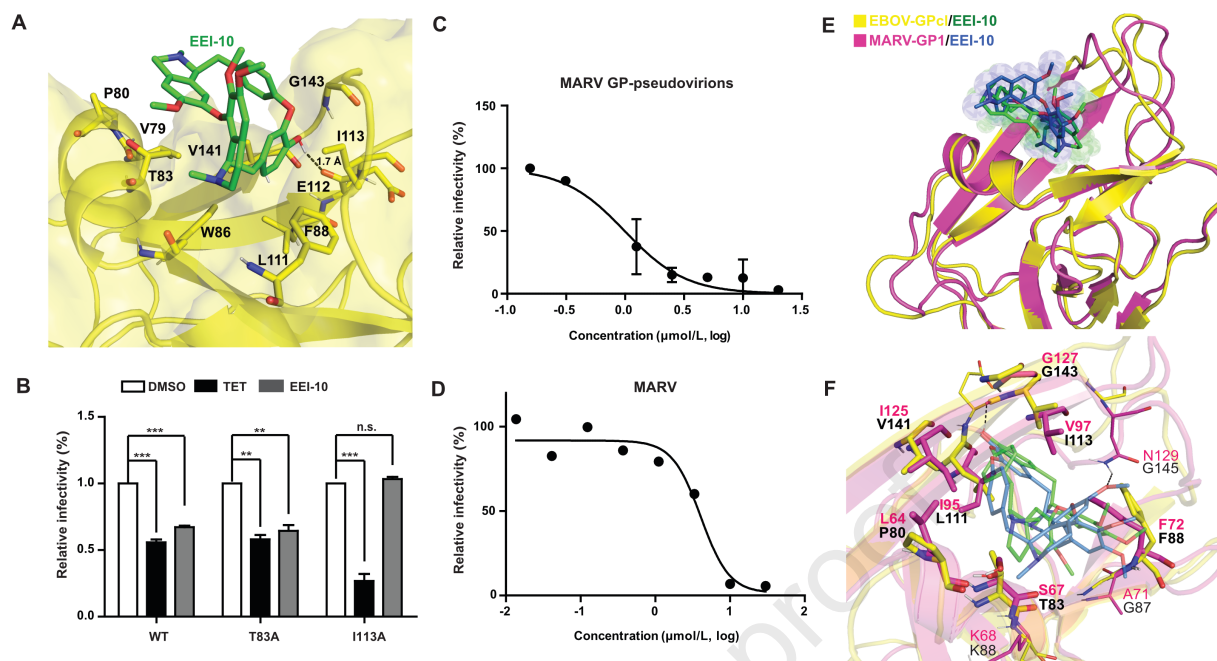 A
EEI-10
G143
P80
V79
I113
V141
1.7 Å
T83
E112
W86
F88
L111
B
DMSO
TET
EEI-10
Relative infectivity (%)
1.5
1.0
0.5
0.0
***
***
**
**
n.s.
***
WT
T83A
I113A
C
MARV GP-pseudovirions
Relative infectivity (%)
150
100
50
0
-1.0
-0.5
0.0
0.5
1.0
1.5
Concentration (μmol/L, log)
D
MARV
Relative infectivity (%)
100
50
0
-2
-1
0
1
2
Concentration (μmol/L, log)
E
EBOV-GPcl/EEI-10
MARV-GP1/EEI-10
F
G127
G143
I125
V141
V97
I113
N129
G145
I95
L111
L64
P80
F72
F88
S67
T83
A71
G87
K68
K88
proof